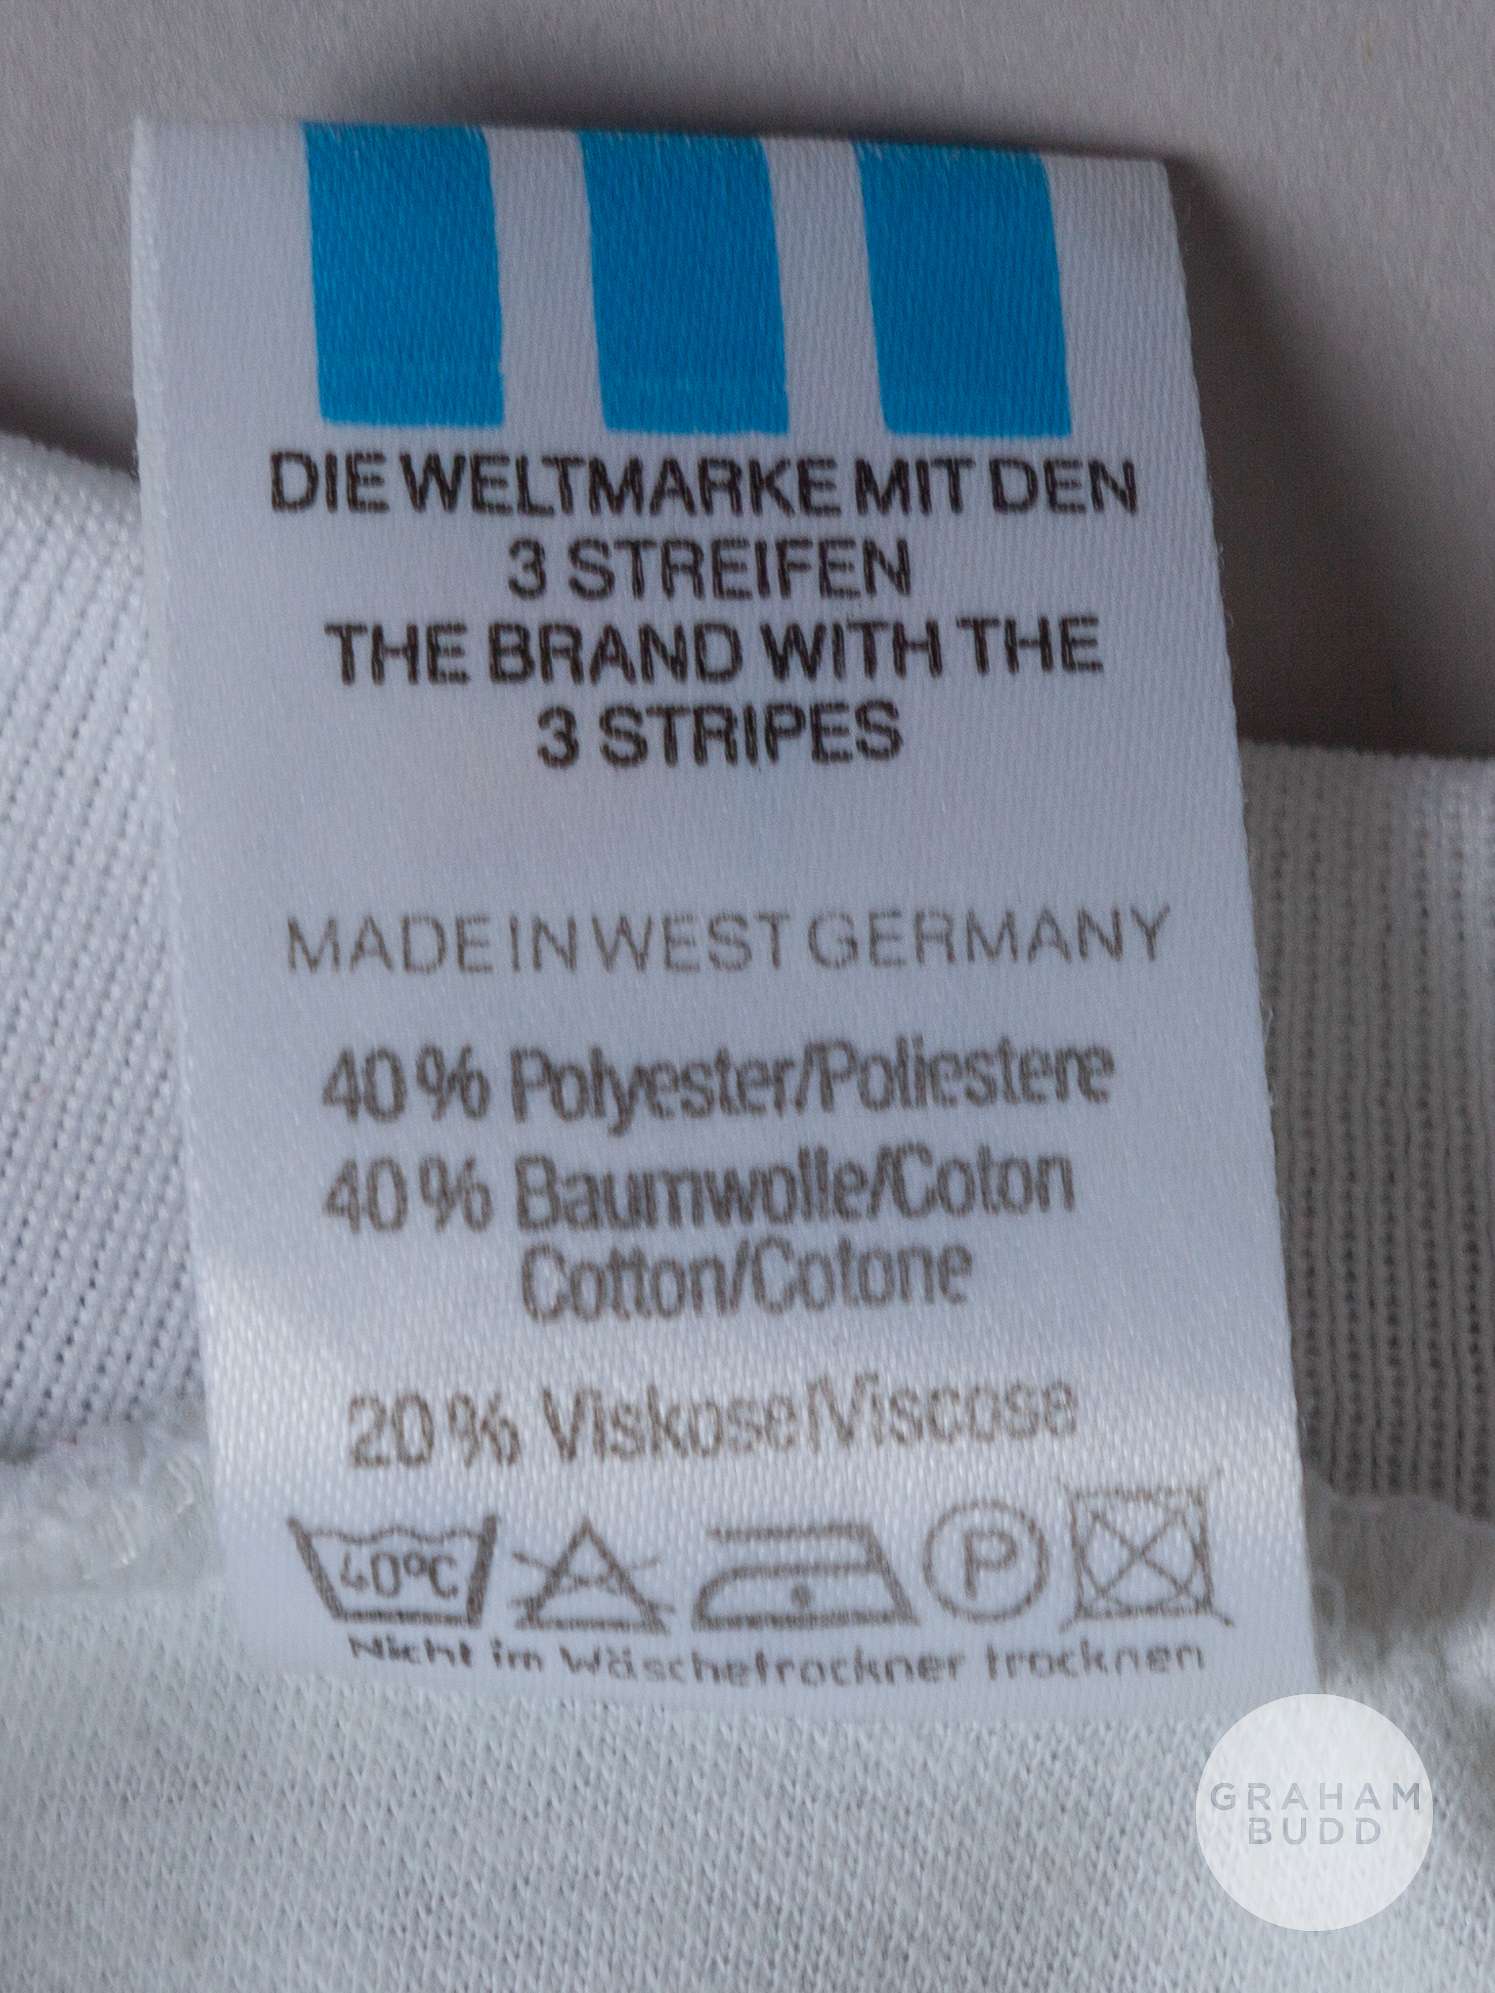 DIE WELTMARKE MIT DEN
3 STREIFEN
THE BRAND WITH THE
3 STRIPES
MADE IN WEST GERMANY
40% Polyester/Poliestere
40% Baumwolle/Coton
Cotton/Cotone
20% Viskose/Viscose
40°C P
Nicht im Wäschetrockner trocknen
GRAHAM
BUDD